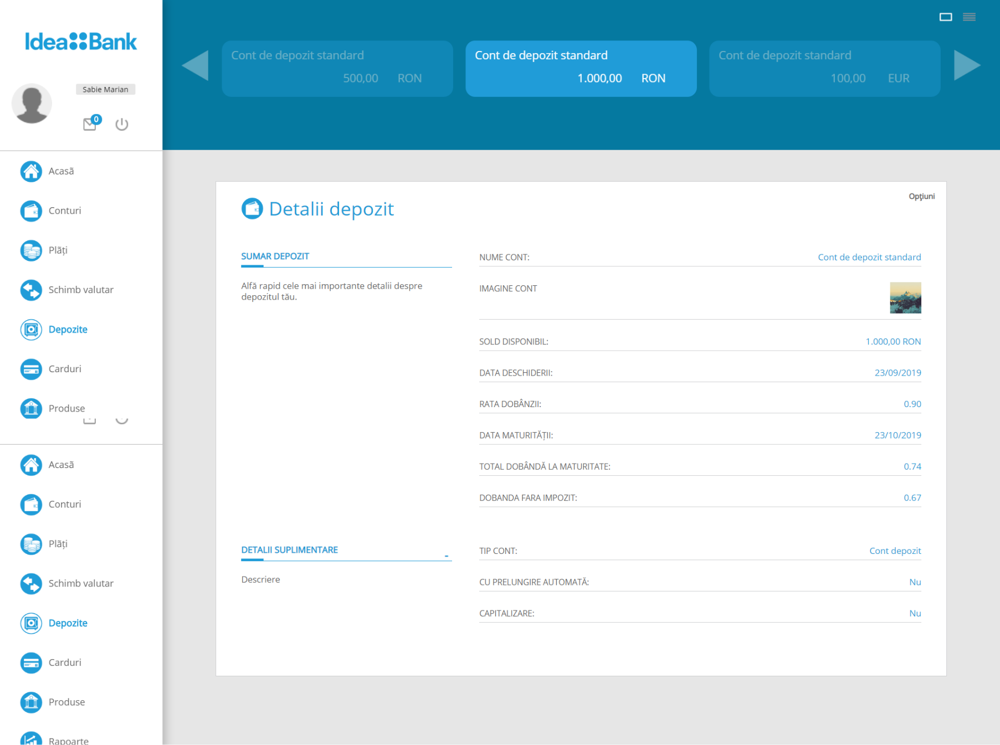 Idea Bank
Sabie Marian
0
Acasă
Conturi
Plăți
Schimb valutar
Depozite
Carduri
Produse
Acasă
Conturi
Plăți
Schimb valutar
Depozite
Carduri
Produse
Rapoarte
Cont de depozit standard
500,00 RON
Cont de depozit standard
1.000,00 RON
Cont de depozit standard
100,00 EUR
Detalii depozit
Opţiuni
SUMAR DEPOZIT
Alfă rapid cele mai importante detalii despre
depozitul tău.
NUME CONT: Cont de depozit standard
IMAGINE CONT
SOLD DISPONIBIL: 1.000,00 RON
DATA DESCHIDERII: 23/09/2019
RATA DOBÂNZII: 0.90
DATA MATURITĂȚII: 23/10/2019
TOTAL DOBÂNDĂ LA MATURITATE: 0.74
DOBANDA FARA IMPOZIT: 0.67
DETALII SUPLIMENTARE -
Descriere
TIP CONT: Cont depozit
CU PRELUNGIRE AUTOMATĂ: Nu
CAPITALIZARE: Nu